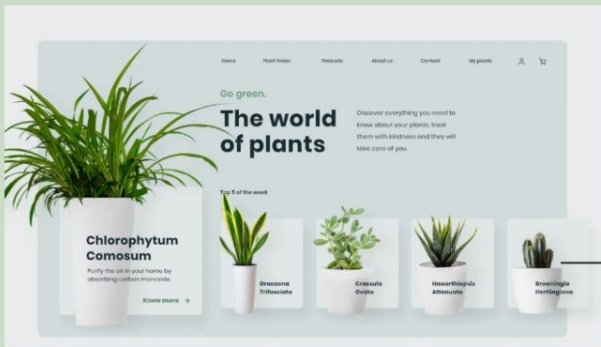 Home Plant finder Products About us Contact My plants
Go green.
The world
of plants
Discover everything you need to
know about your plants, treat
them with kindness and they will
take care of you.
Top 5 of the week
Chlorophytum
Comosum
Purify the air in your home by
absorbing carbon monoxide.
Know more →
Dracaena
Trifasciata
Crassula
Ovata
Haworthiopsis
Attenuata
Browningia
Hertlingiana